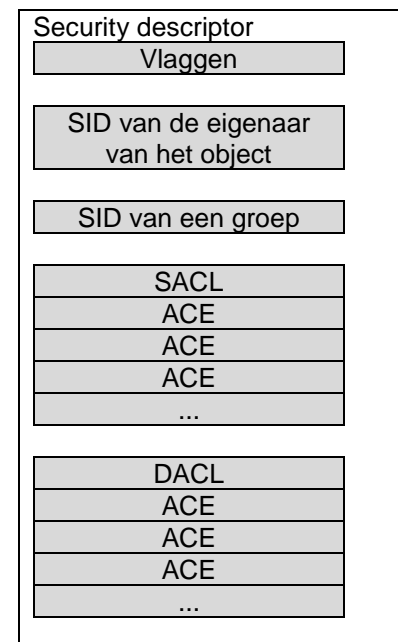 Security descriptor
Vlaggen
SID van de eigenaar
van het object
SID van een groep
SACL
ACE
ACE
ACE
...
DACL
ACE
ACE
ACE
...